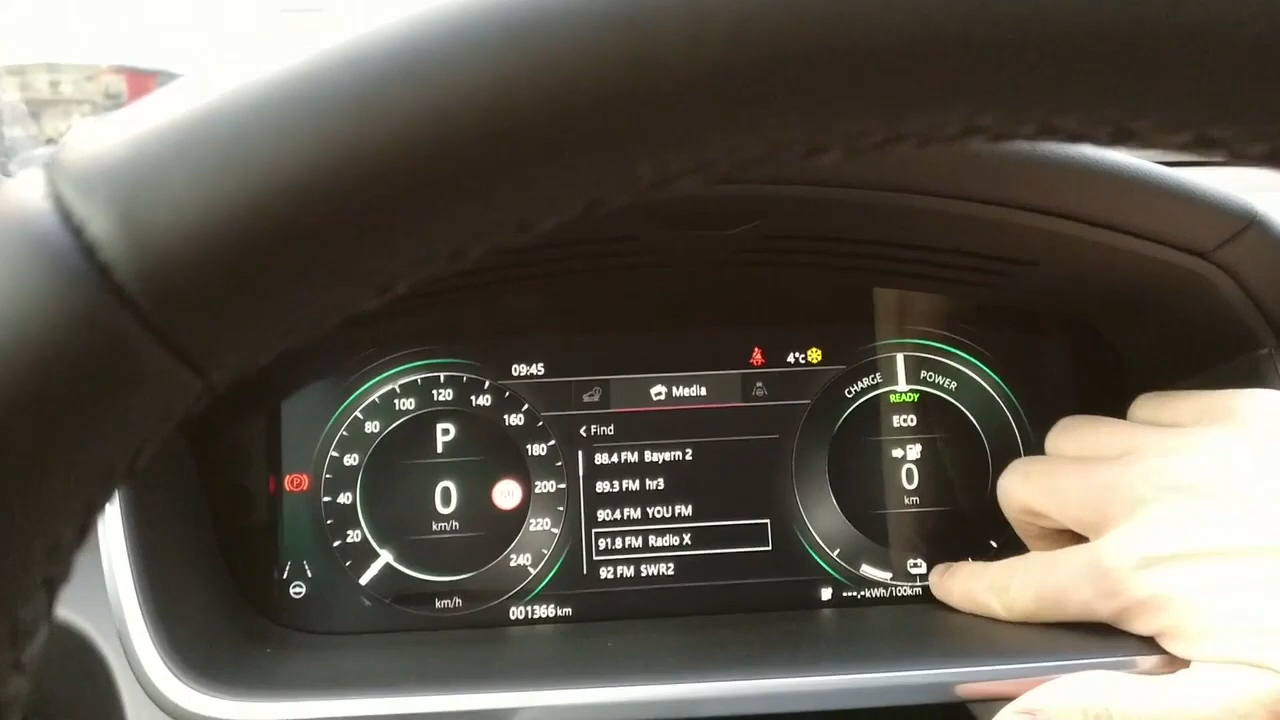 09:45
4°C
Media
Find
88.4 FM Bayern 2
89.3 FM hr3
90.4 FM YOU FM
91.8 FM Radio X
92 FM SWR2
20
40
60
80
100
120
140
160
180
200
220
240
P
0
km/h
km/h
001366 km
CHARGE
POWER
READY
ECO
0
km
---.-kWh/100km